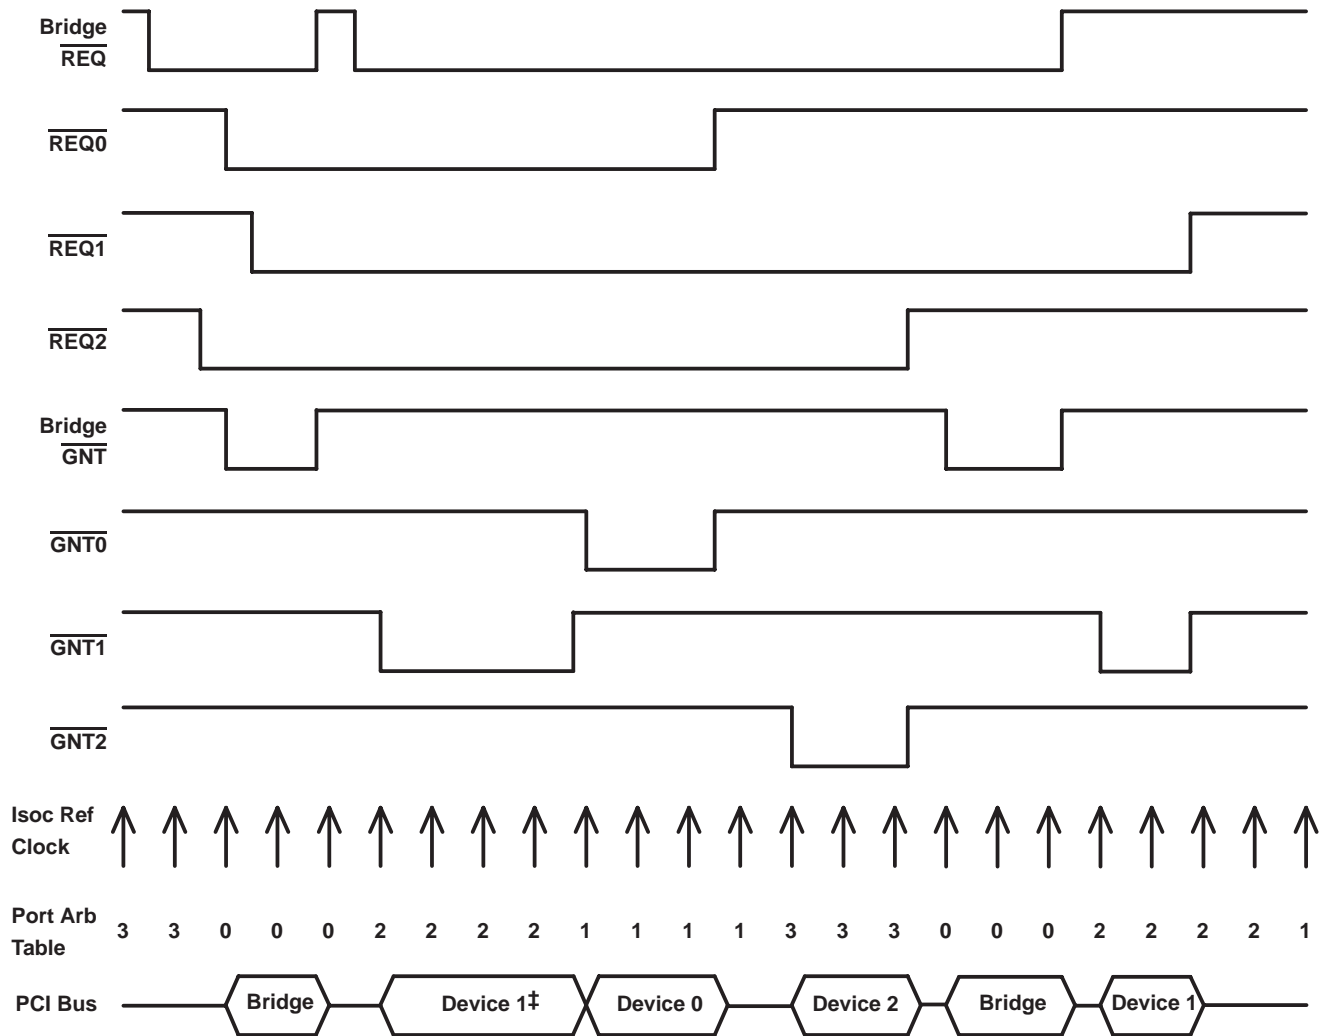 Bridge
REQ
REQ0
REQ1
REQ2
Bridge
GNT
GNT0
GNT1
GNT2
Isoc Ref
Clock
Port Arb
Table
3 3 0 0 0 2 2 2 2 1 1 1 1 3 3 3 0 0 0 2 2 2 2 1
PCI Bus Bridge Device 1‡ Device 0 Device 2 Bridge Device 1